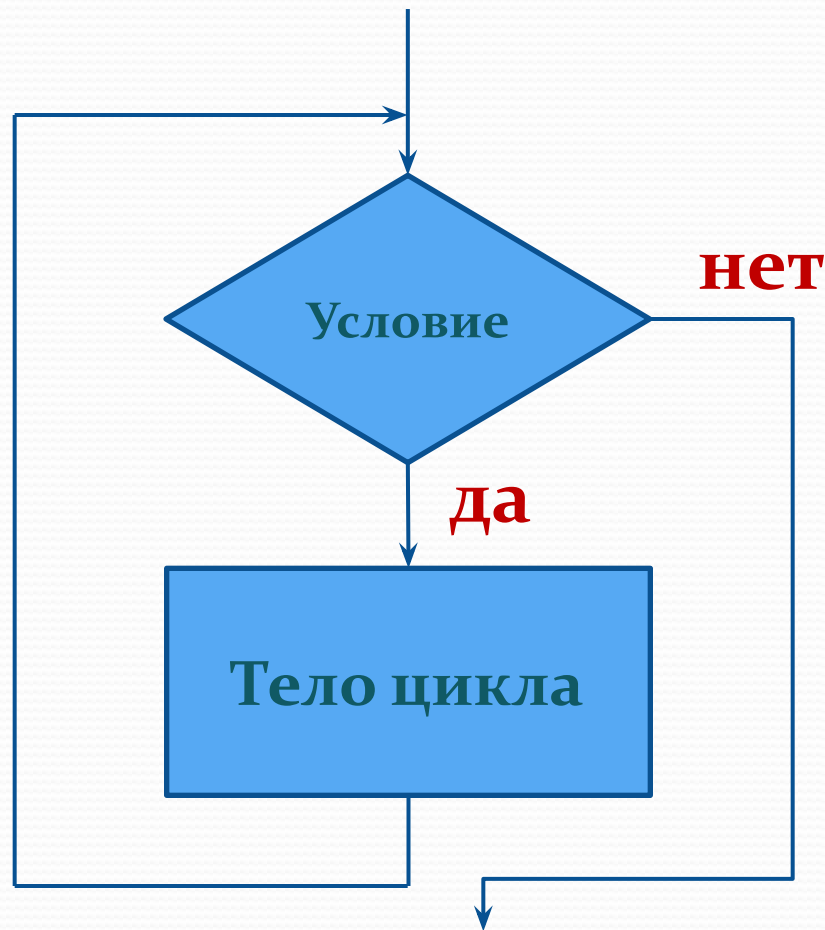 нет
Условие
да
Тело цикла